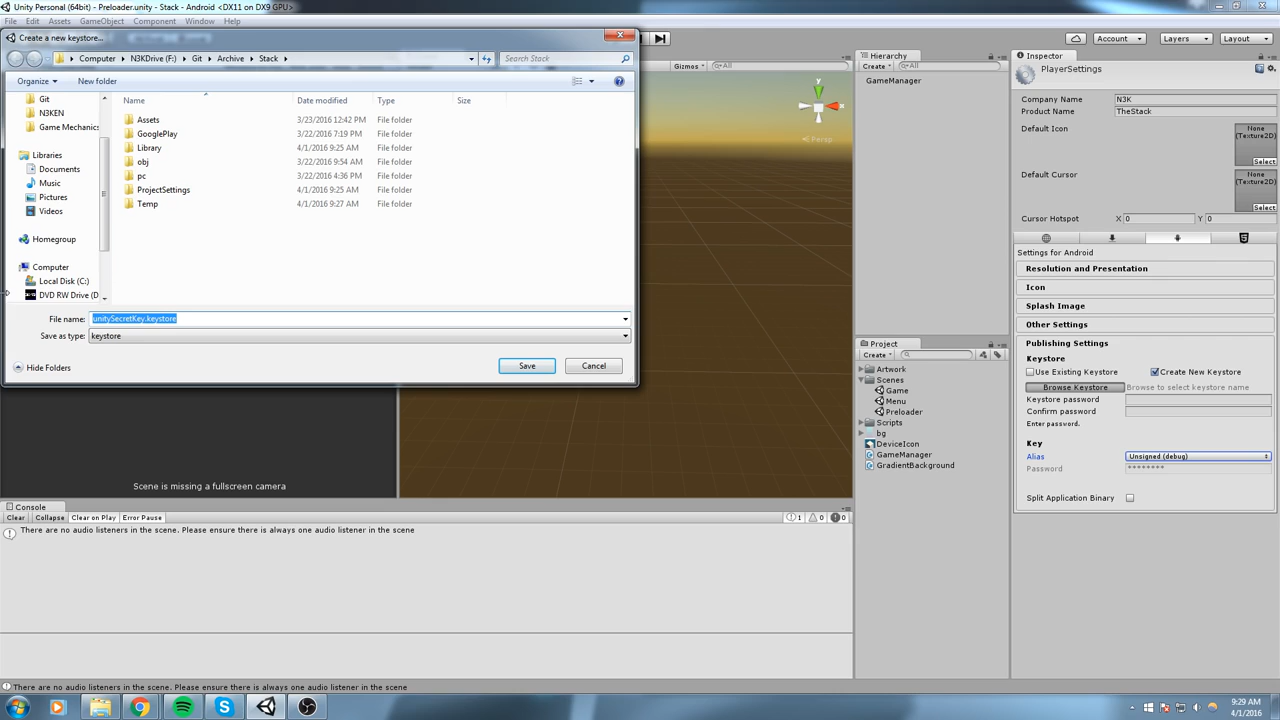 Unity Personal (64bit) - Preloader.unity - Stack - Android <DX11 on DX9 GPU>
File Edit Assets GameObject Component Window Help
Create a new keystore...
Account Layers Layout
Computer N3KDrive (F:) Git Archive Stack Search Stack
Organize New folder
Name Date modified Type Size
Git
N3KEN
Game Mechanics
Libraries
Documents
Music
Pictures
Videos
Homegroup
Computer
Local Disk (C:)
DVD RW Drive (D
Assets 3/23/2016 12:42 PM File folder
GooglePlay 3/22/2016 7:19 PM File folder
Library 4/1/2016 9:25 AM File folder
obj 3/22/2016 9:54 AM File folder
pc 3/22/2016 4:36 PM File folder
ProjectSettings 4/1/2016 9:25 AM File folder
Temp 4/1/2016 9:27 AM File folder
File name: unitySecretKey.keystore
Save as type: keystore
Hide Folders
Save Cancel
Gizmos All
y
x
Persp
Scene is missing a fullscreen camera
Hierarchy
Create All
GameManager
Project
Create
Artwork
Scenes
Game
Menu
Preloader
Scripts
bg
DeviceIcon
GameManager
GradientBackground
Inspector
PlayerSettings
Company Name N3K
Product Name TheStack
Default Icon
None
(Texture2D)
Select
Default Cursor
None
(Texture2D)
Select
Cursor Hotspot X 0 Y 0
Settings for Android
Resolution and Presentation
Icon
Splash Image
Other Settings
Publishing Settings
Keystore
Use Existing Keystore Create New Keystore
Browse Keystore Browse to select keystore name
Keystore password
Confirm password
Enter password.
Key
Alias Unsigned (debug)
Password ********
Split Application Binary
Console
Clear Collapse Clear on Play Error Pause 1 0 0
There are no audio listeners in the scene. Please ensure there is always one audio listener in the scene
There are no audio listeners in the scene. Please ensure there is always one audio listener in the scene
9:29 AM
4/1/2016